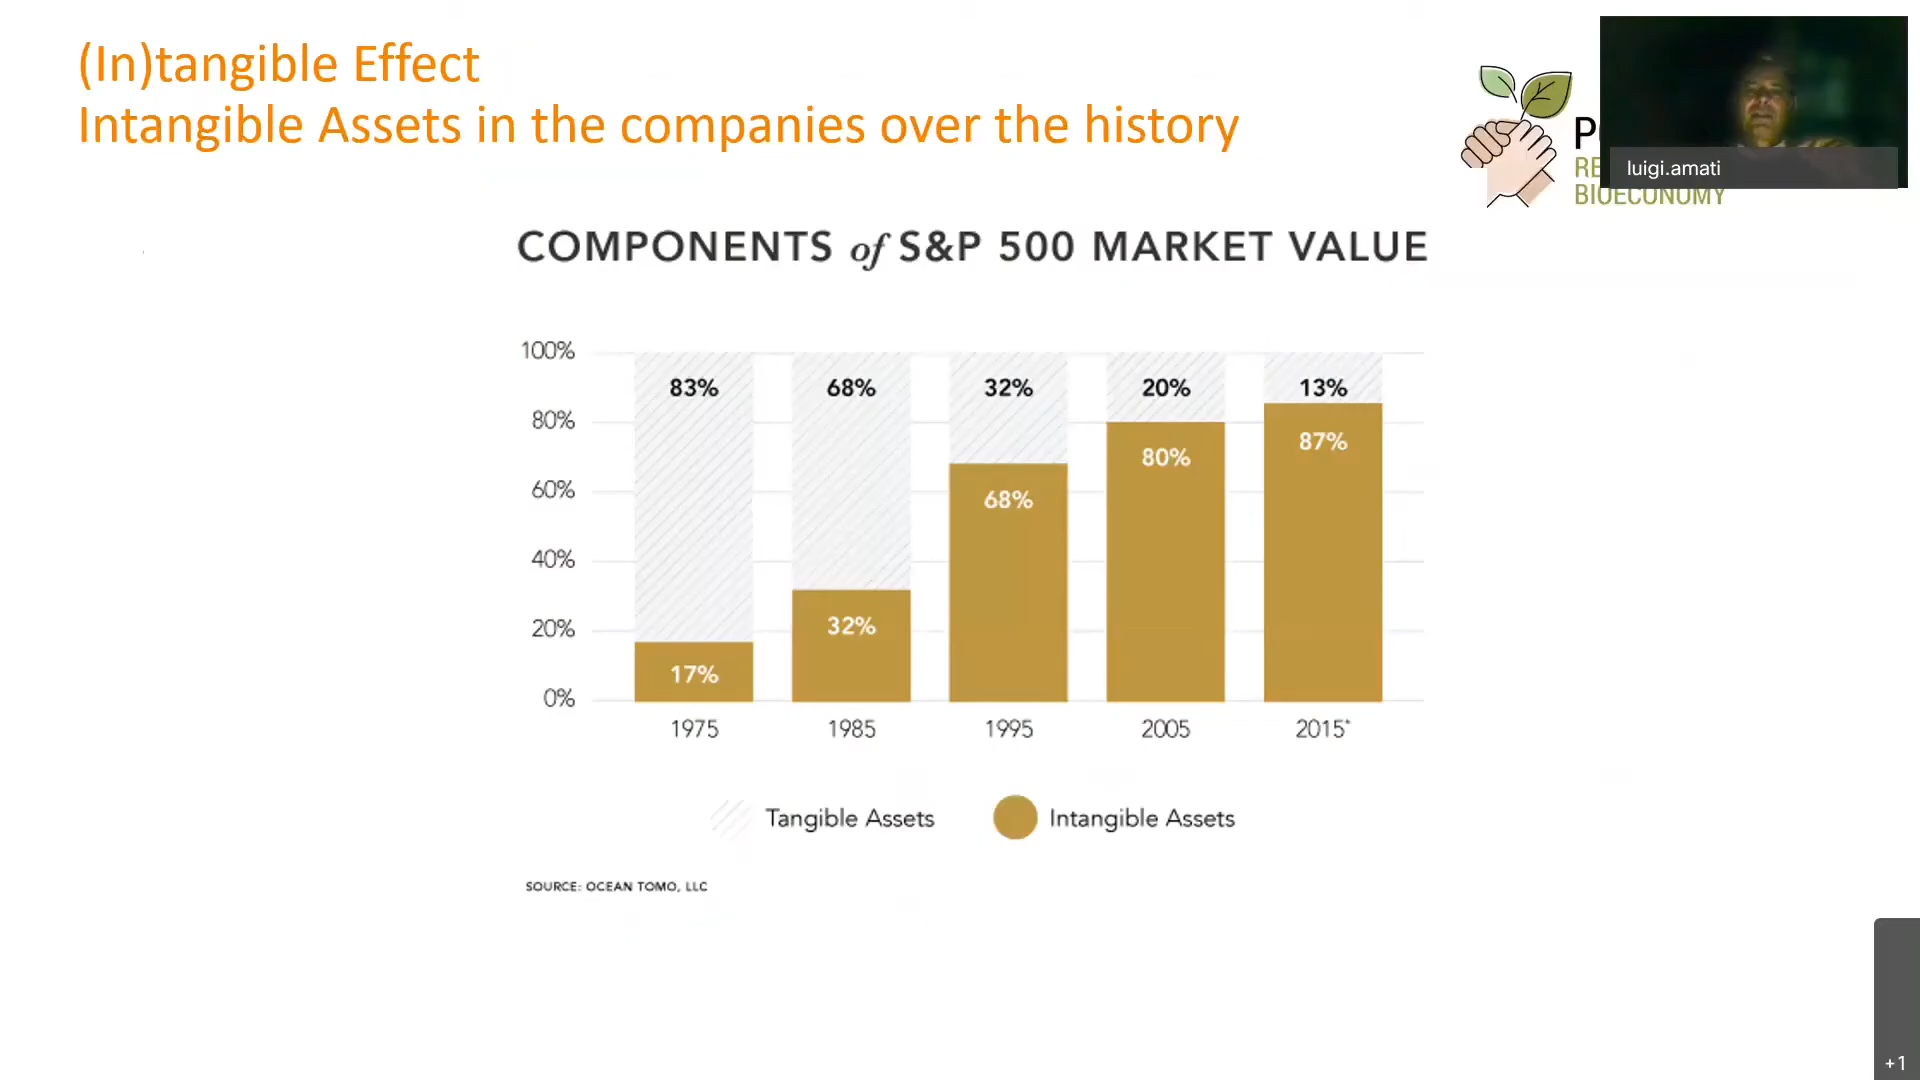 (In)tangible Effect
Intangible Assets in the companies over the history
luigi.amati
BIOECONOMY
COMPONENTS of S&P 500 MARKET VALUE
100%
80%
60%
40%
20%
0%
83% 68% 32% 20% 13%
17% 32% 68% 80% 87%
1975 1985 1995 2005 2015*
Tangible Assets Intangible Assets
SOURCE: OCEAN TOMO, LLC
+1